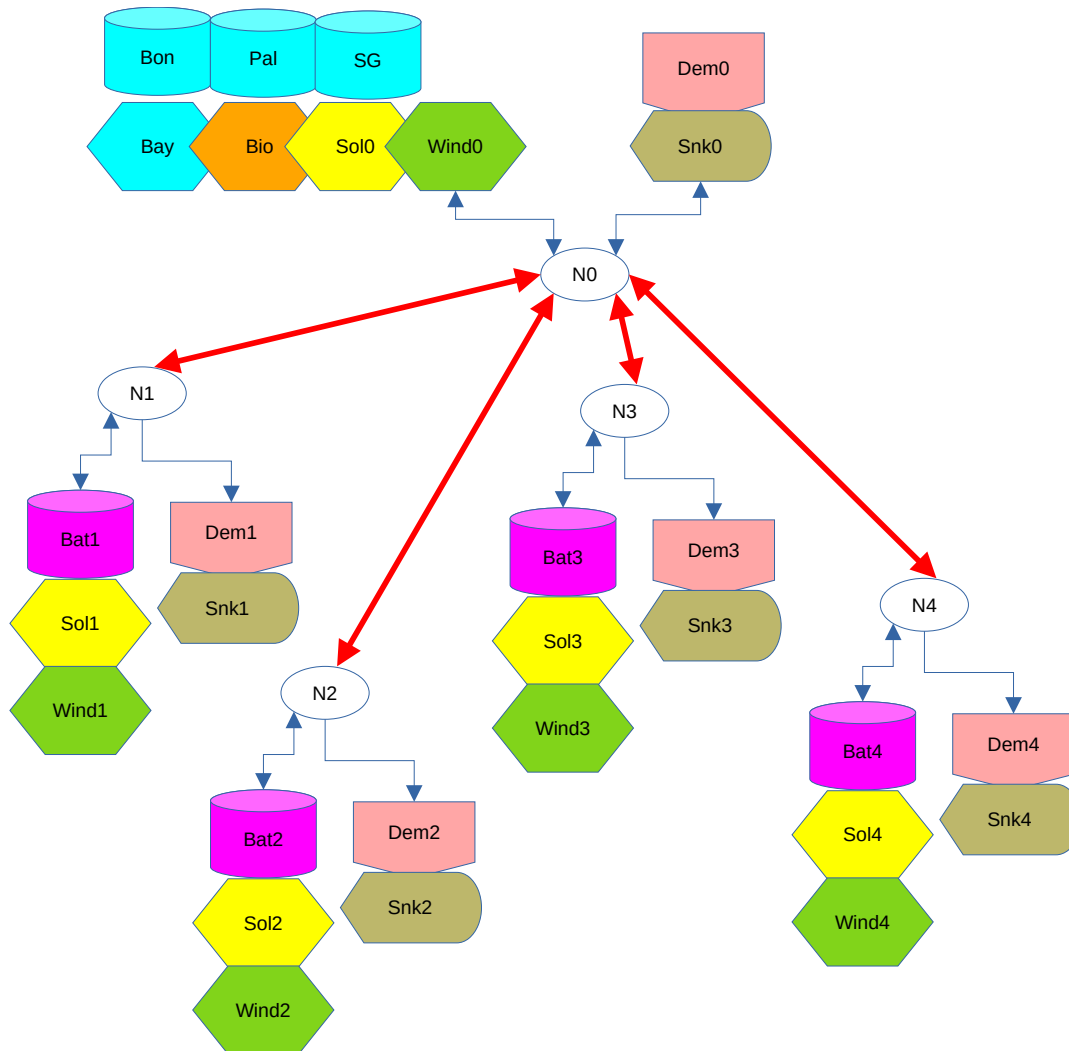 Bon
Pal
SG
Dem0
Bay
Bio
Sol0
Wind0
Snk0
N0
N1
N3
Bat1
Dem1
Bat3
Dem3
Snk1
Sol1
Snk3
Sol3
N4
N2
Wind1
Wind3
Bat4
Dem4
Bat2
Dem2
Sol4
Snk4
Snk2
Sol2
Wind4
Wind2